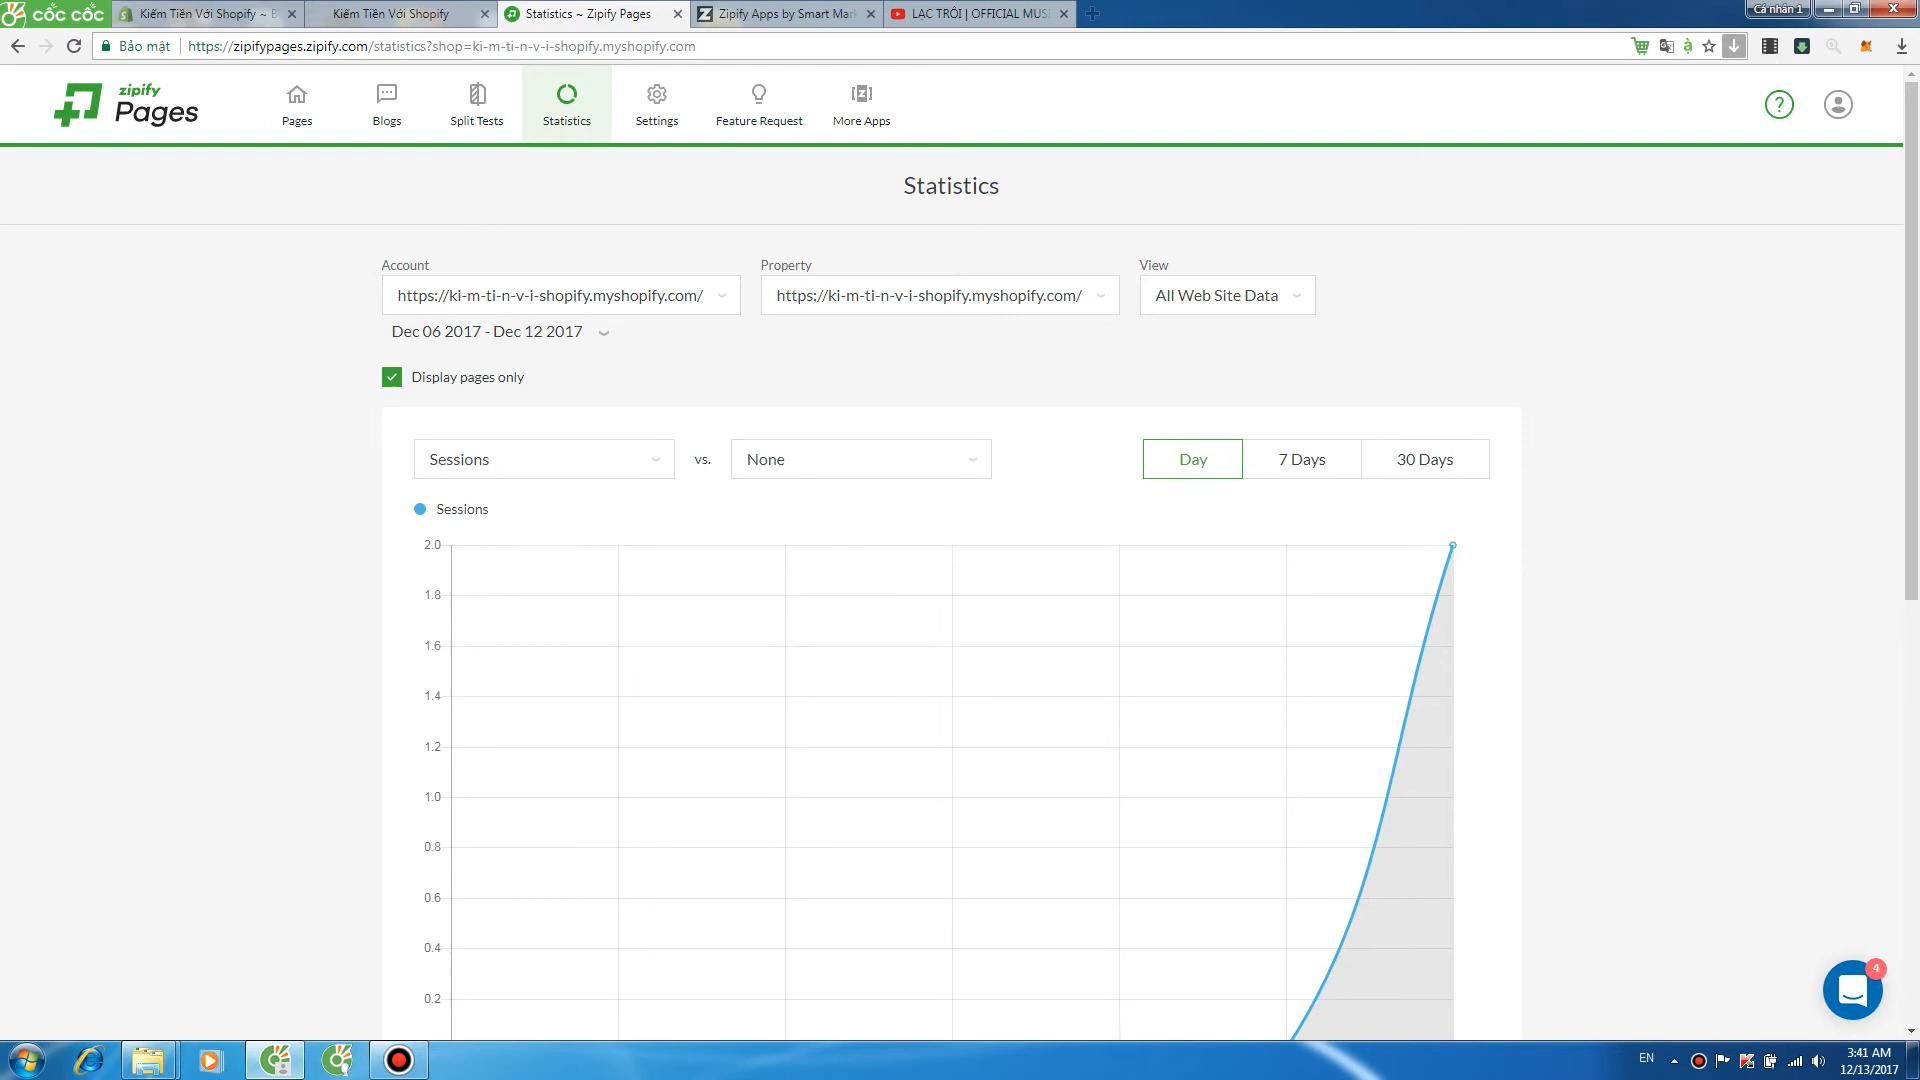 cốc cốc
Kiếm Tiền Với Shopify ~
Kiếm Tiền Với Shopify
Statistics ~ Zipify Pages
Zipify Apps by Smart Mar
LẠC TRÔI | OFFICIAL MUS
Cá nhân 1
Bảo mật
https://zipifypages.zipify.com/statistics?shop=ki-m-ti-n-v-i-shopify.myshopify.com
zipify
Pages
Pages
Blogs
Split Tests
Statistics
Settings
Feature Request
More Apps
?
Statistics
Account
Property
View
https://ki-m-ti-n-v-i-shopify.myshopify.com/
https://ki-m-ti-n-v-i-shopify.myshopify.com/
All Web Site Data
Dec 06 2017 - Dec 12 2017
Display pages only
Sessions
vs.
None
Day
7 Days
30 Days
Sessions
2.0
1.8
1.6
1.4
1.2
1.0
0.8
0.6
0.4
0.2
4
EN
3:41 AM
12/13/2017